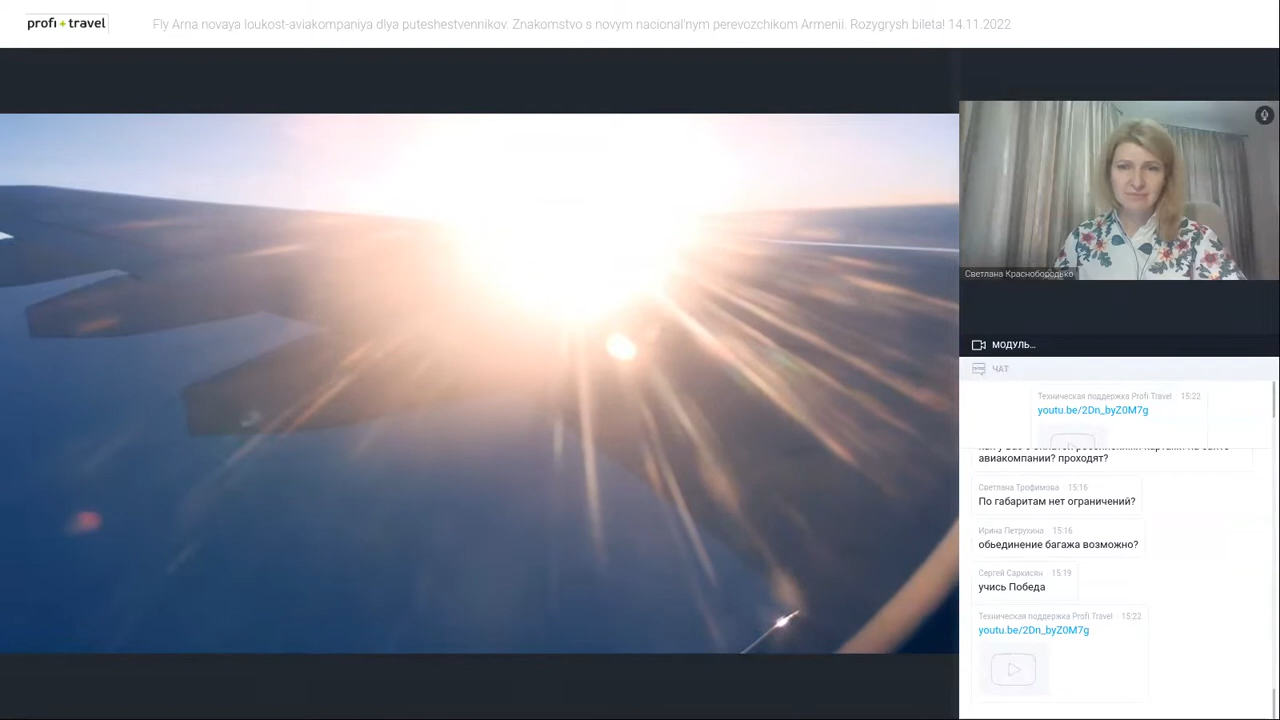 profi + travel
Fly Arna novaya loukost-aviakompaniya dlya puteshestvennikov. Znakomstvo s novym nacional'nym perevozchikom Armenii. Rozygrysh bileta! 14.11.2022
Светлана Краснобородько
МОДУЛЬ...
ЧАТ
Техническая поддержка Profi Travel 15:22
youtu.be/2Dn_byZ0M7g
авиакомпании? проходят?
Светлана Трофимова 15:16
По габаритам нет ограничений?
Ирина Петрухина 15:16
обьединение багажа возможно?
Сергей Саркисян 15:19
учись Победа
Техническая поддержка Profi Travel 15:22
youtu.be/2Dn_byZ0M7g